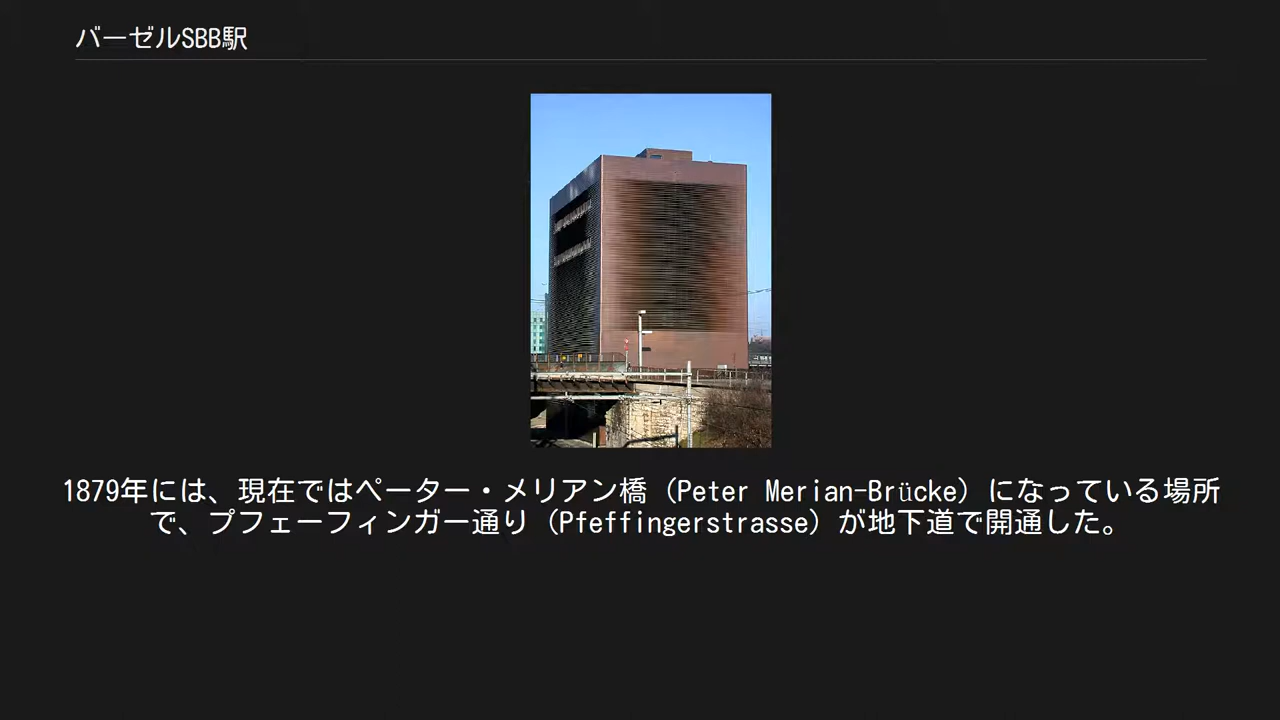 バーゼルSBB駅
1879年には、現在ではペーター・メリアン橋（Peter Merian-Brücke）になっている場所
で、プフェーフィンガー通り（Pfeffingerstrasse）が地下道で開通した。